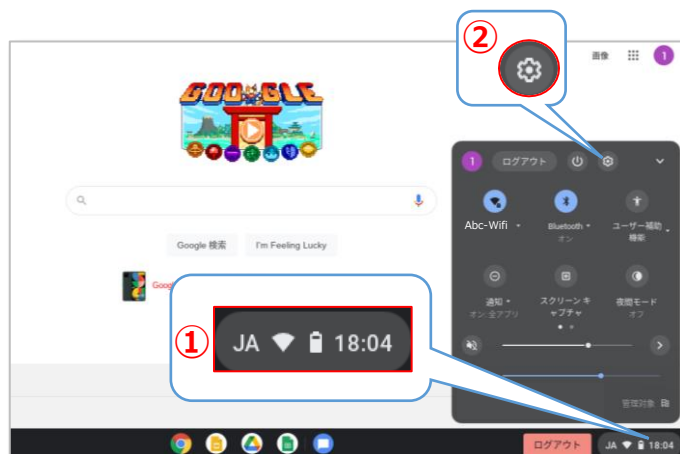 ②
画像
1
GOOGLE
1 ログアウト
Abc-Wifi
Bluetooth
オン
ユーザー補助
機能
Google 検索
I'm Feeling Lucky
通知
オン: 全アプリ
スクリーン キ
ャプチャ
夜間モード
オフ
Goog
①
JA 18:04
管理対象
ログアウト
JA 18:04